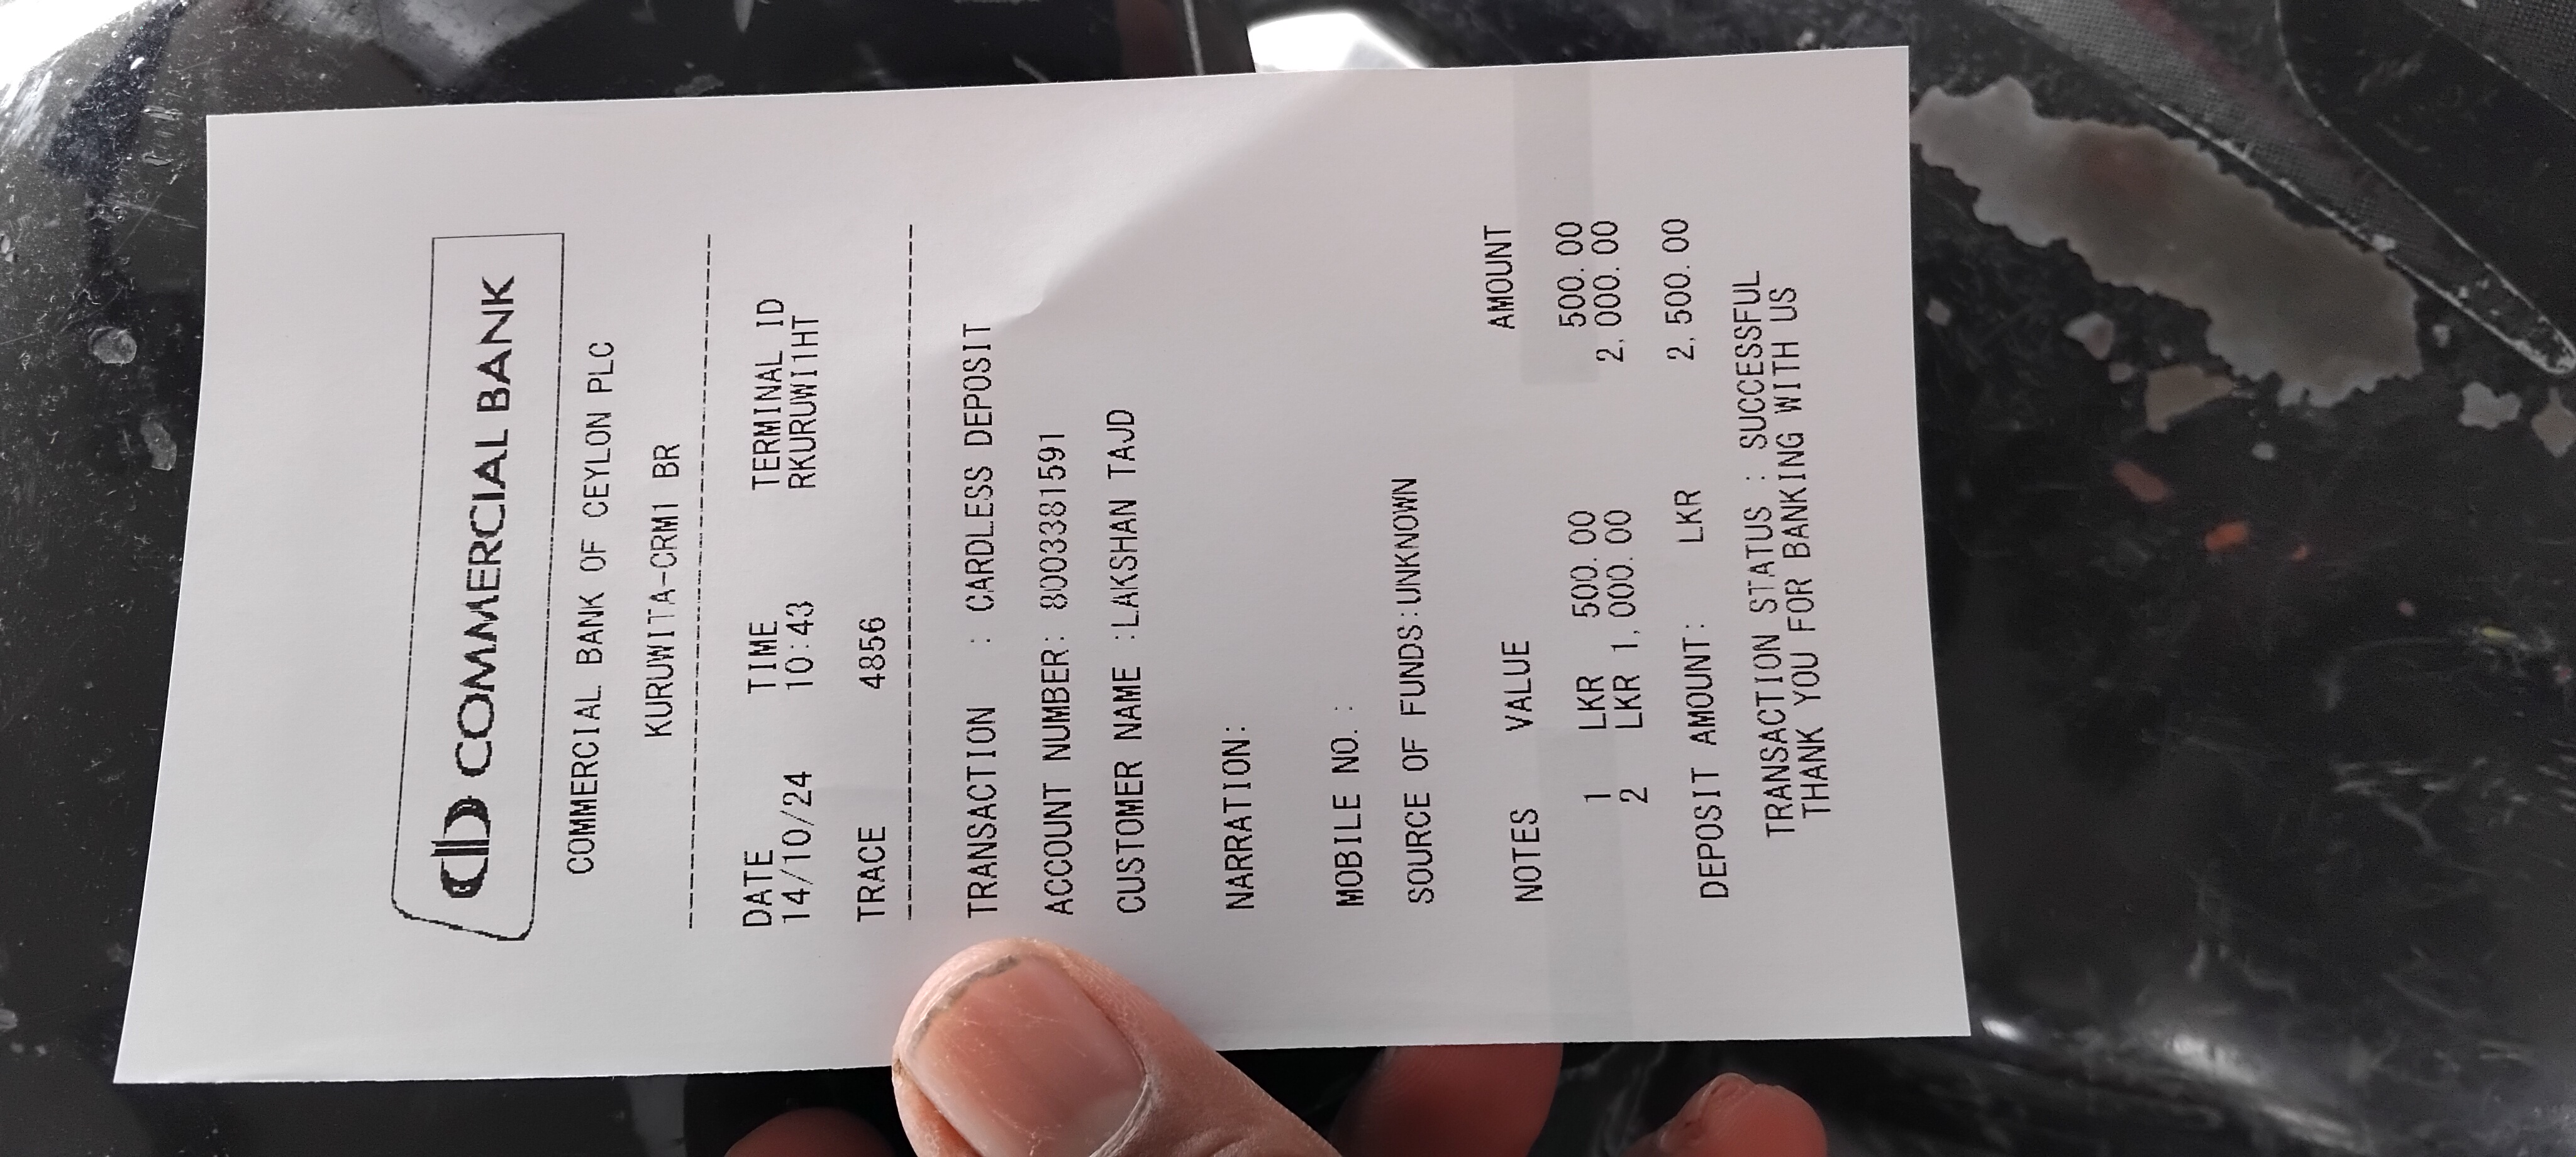 COMMERCIAL BANK
COMMERCIAL BANK OF CEYLON PLC
KURUWITA-CRM1 BR
DATE TIME TERMINAL ID
14/10/24 10:43 RKURUWI1HT
TRACE 4856
TRANSACTION : CARDLESS DEPOSIT
ACCOUNT NUMBER: 8003381591
CUSTOMER NAME :LAKSHAN TAJD
NARRATION:
MOBILE NO. :
SOURCE OF FUNDS:UNKNOWN
NOTES VALUE AMOUNT
1 LKR 500.00 500.00
2 LKR 1,000.00 2,000.00
DEPOSIT AMOUNT: LKR 2,500.00
TRANSACTION STATUS : SUCCESSFUL
THANK YOU FOR BANKING WITH US